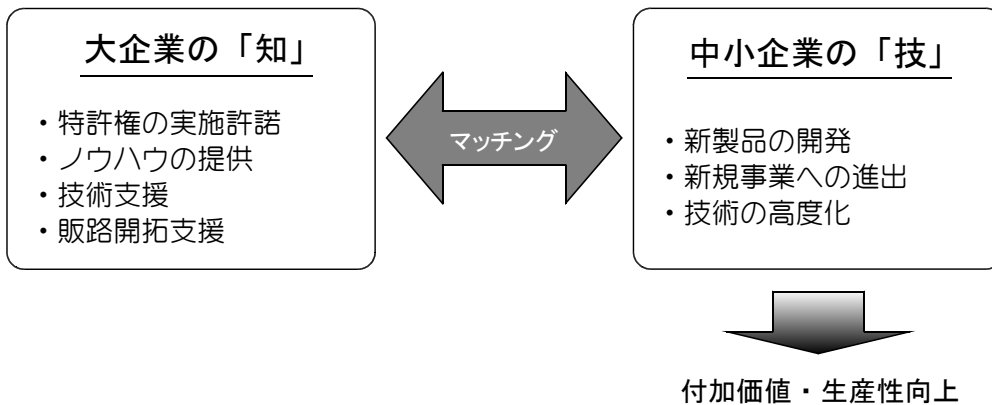 大企業の「知」
・特許権の実施許諾
・ノウハウの提供
・技術支援
・販路開拓支援
マッチング
中小企業の「技」
・新製品の開発
・新規事業への進出
・技術の高度化
付加価値・生産性向上